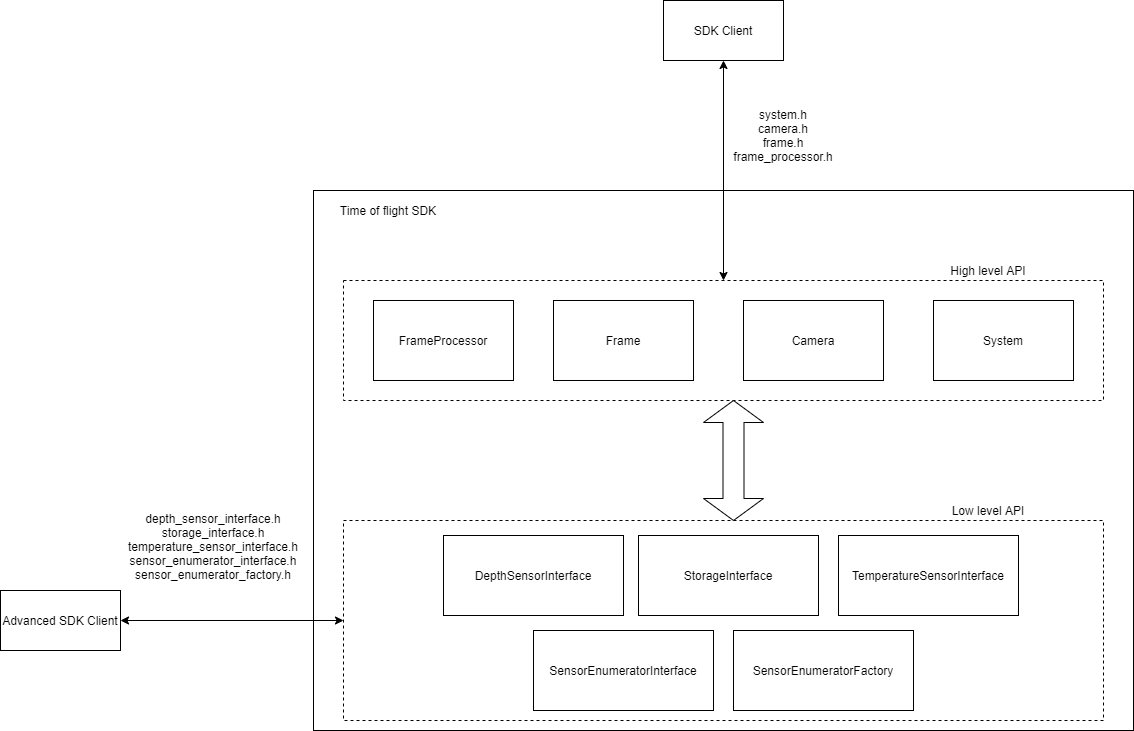 SDK Client
system.h
camera.h
frame.h
frame_processor.h
Time of flight SDK
High level API
FrameProcessor
Frame
Camera
System
depth_sensor_interface.h
storage_interface.h
temperature_sensor_interface.h
sensor_enumerator_interface.h
sensor_enumerator_factory.h
Advanced SDK Client
Low level API
DepthSensorInterface
StorageInterface
TemperatureSensorInterface
SensorEnumeratorInterface
SensorEnumeratorFactory